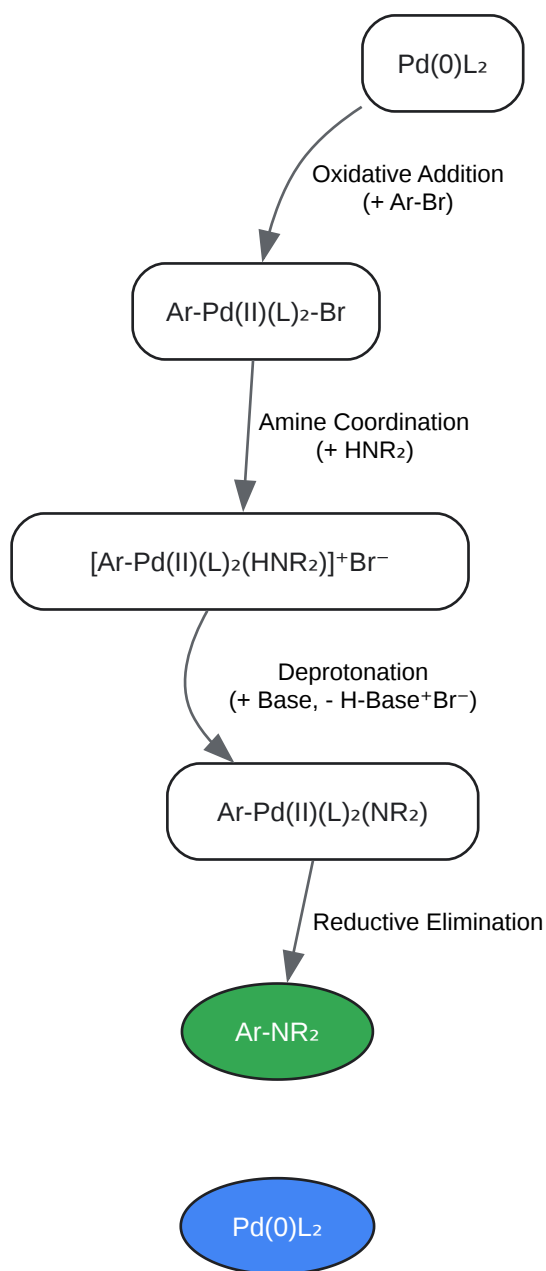 Pd(0)L₂
Oxidative Addition
(+ Ar-Br)
Ar-Pd(II)(L)₂-Br
Amine Coordination
(+ HNR₂)
[Ar-Pd(II)(L)₂(HNR₂)]⁺Br⁻
Deprotonation
(+ Base, - H-Base⁺Br⁻)
Ar-Pd(II)(L)₂(NR₂)
Reductive Elimination
Ar-NR₂
Pd(0)L₂